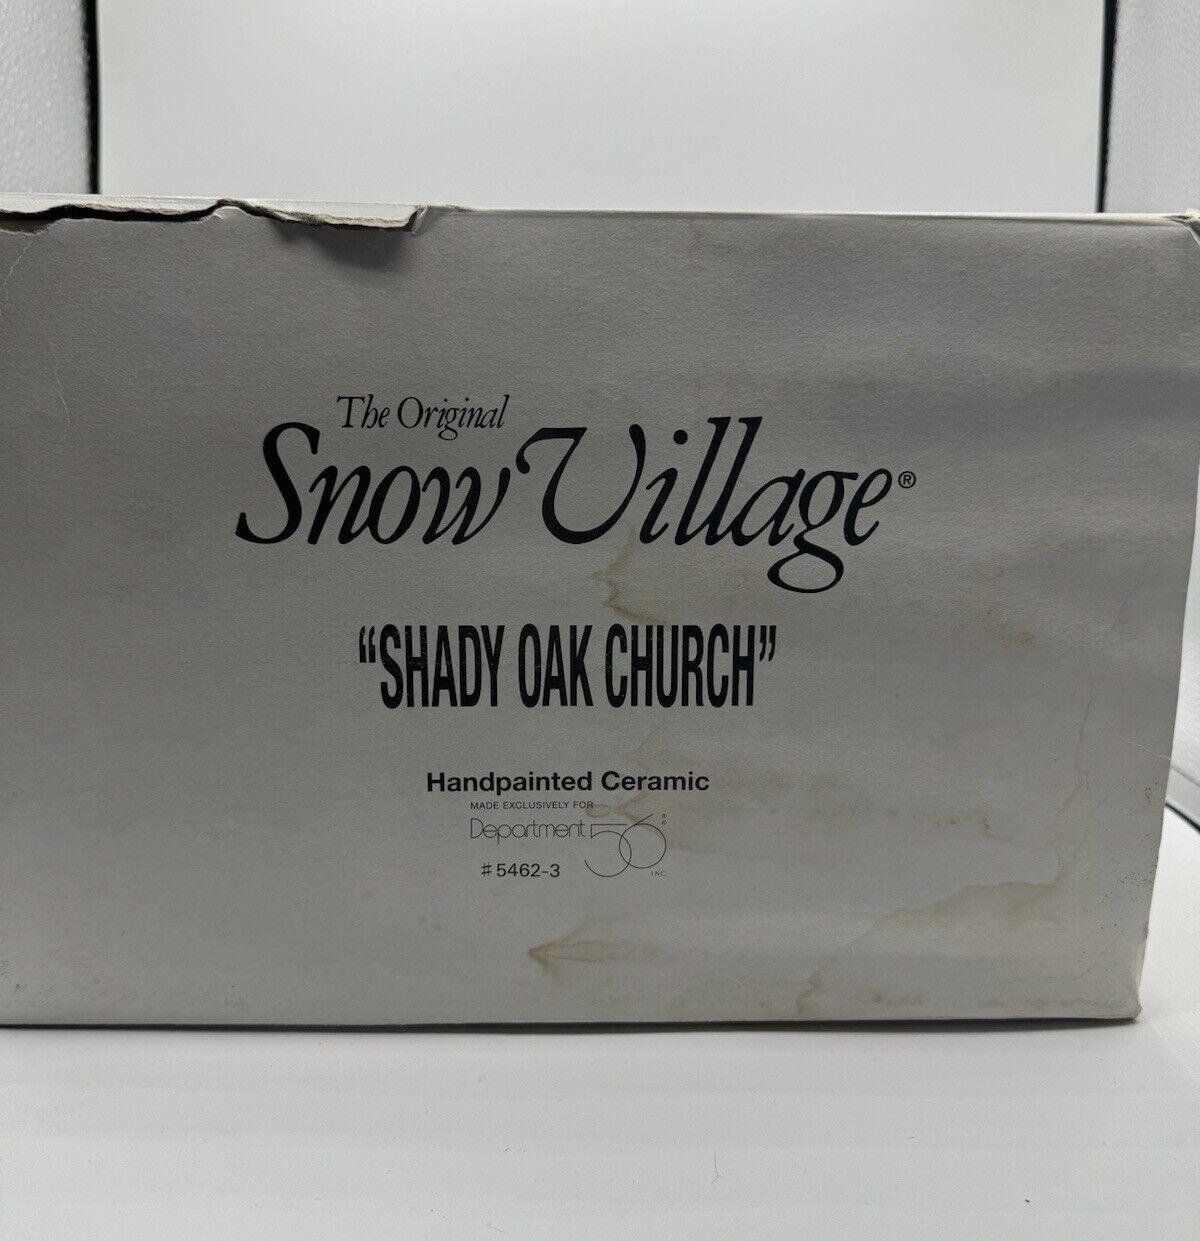 The Original
Snow Village®
“SHADY OAK CHURCH”
Handpainted Ceramic
MADE EXCLUSIVELY FOR
Department 56®
INC
#5462-3